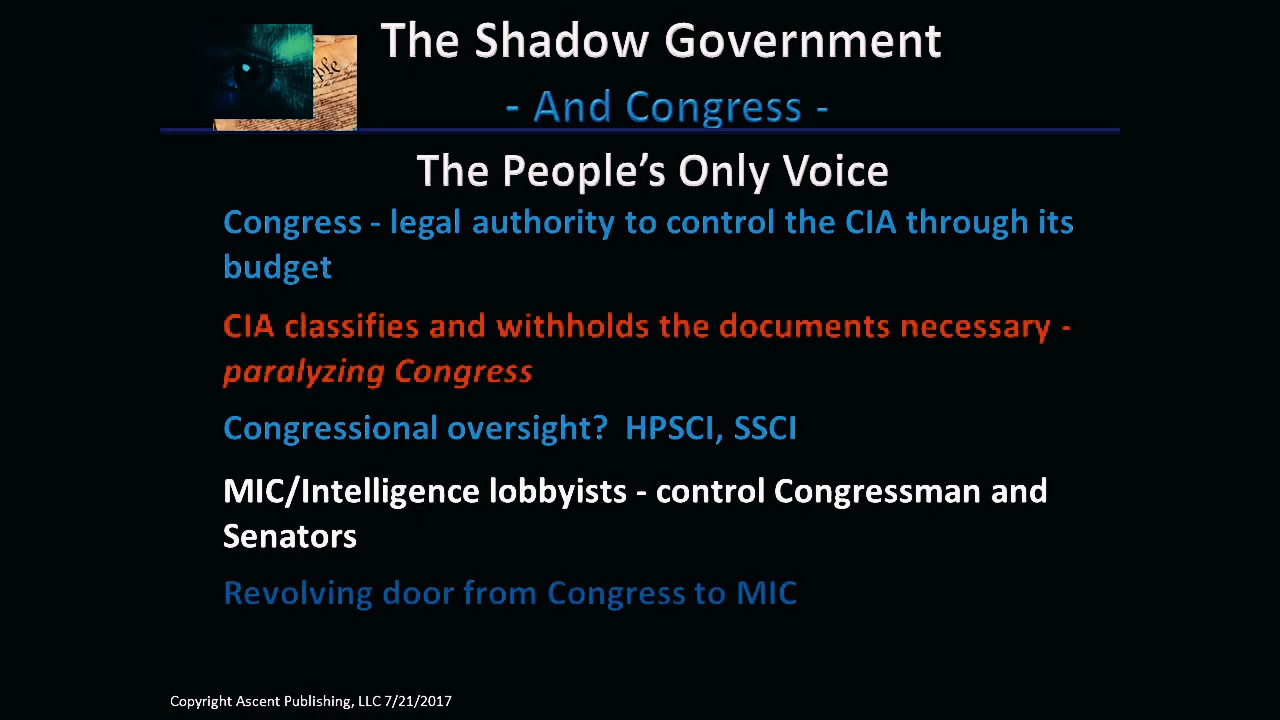 The Shadow Government
- And Congress -
ple
The People's Only Voice
Congress - legal authority to control the CIA through its
budget
CIA classifies and withholds the documents necessary -
paralyzing Congress
Congressional oversight?  HPSCI, SSCI
MIC/Intelligence lobbyists - control Congressman and
Senators
Revolving door from Congress to MIC
Copyright Ascent Publishing, LLC 7/21/2017